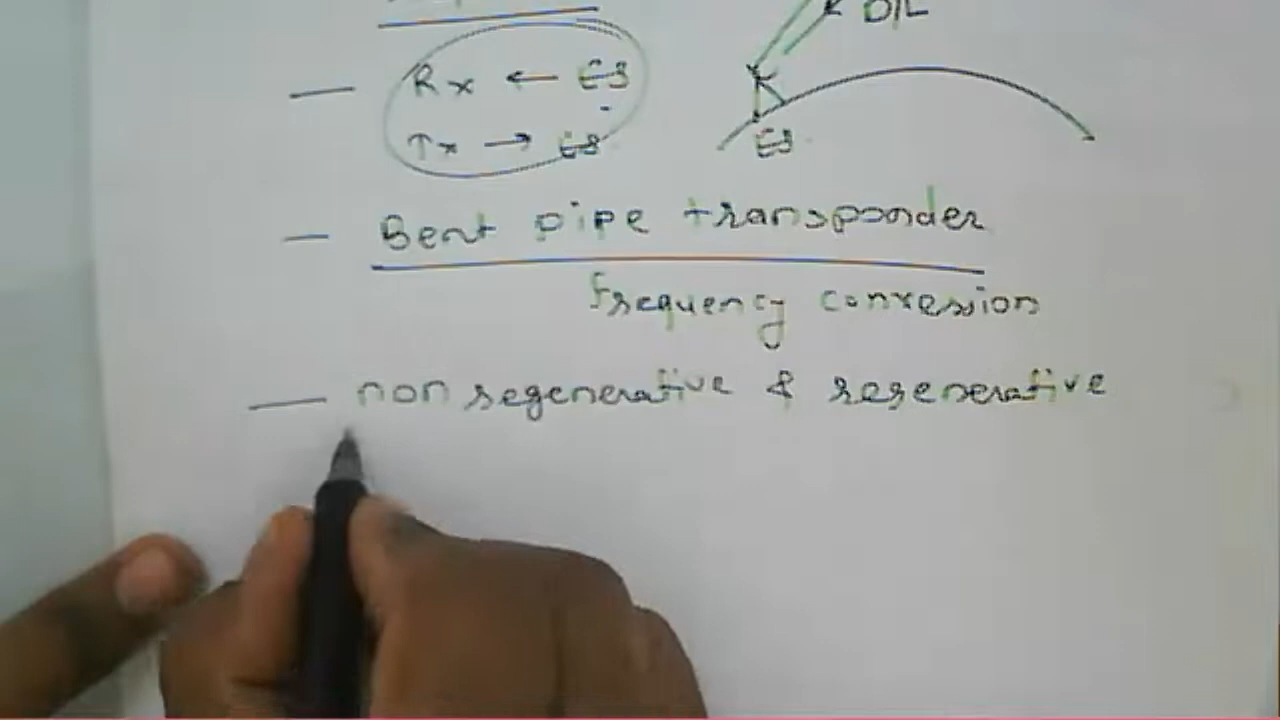 D/L
Rx ← ES
Tx → ES
ES
— Bent pipe transponder
frequency conversion
— non regenerative & regenerative